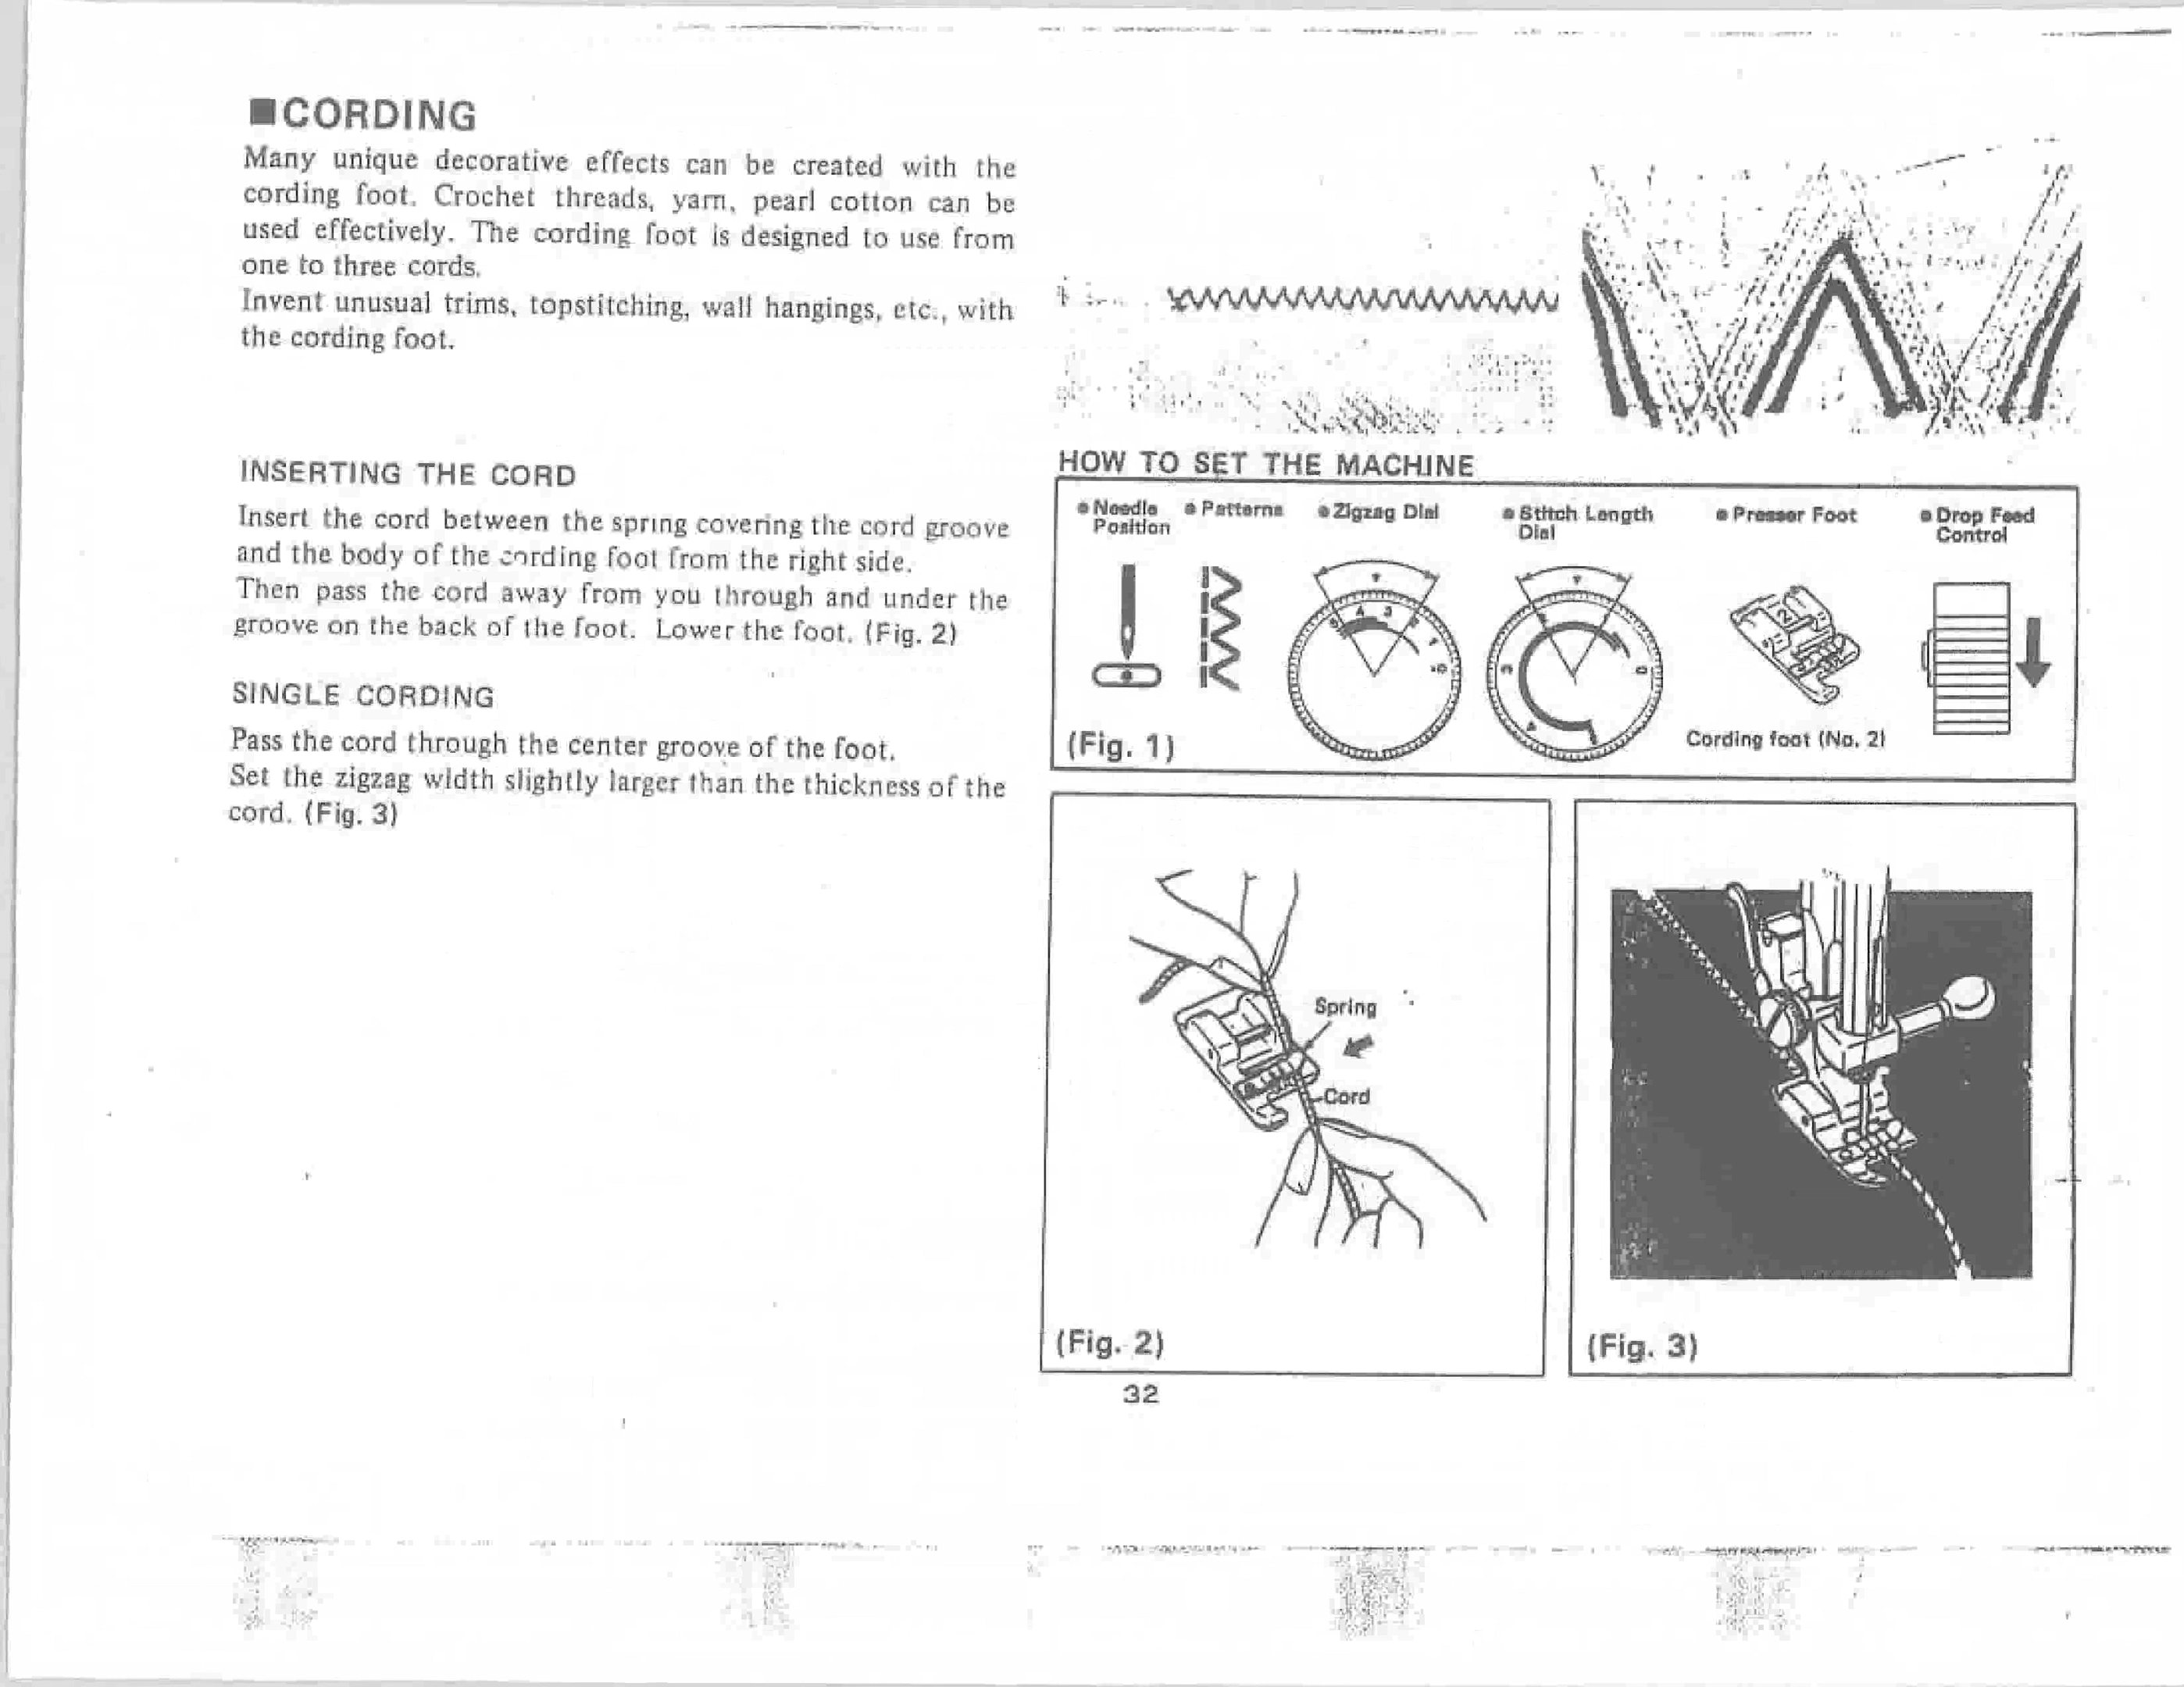 ■CORDING
Many unique decorative effects can be created with the
cording foot. Crochet threads, yarn, pearl cotton can be
used effectively. The cording foot is designed to use from
one to three cords.
Invent unusual trims, topstitching, wall hangings, etc., with
the cording foot.
INSERTING THE CORD
Insert the cord between the spring covering the cord groove
and the body of the cording foot from the right side.
Then pass the cord away from you through and under the
groove on the back of the foot. Lower the foot. (Fig. 2)
SINGLE CORDING
Pass the cord through the center groove of the foot.
Set the zigzag width slightly larger than the thickness of the
cord. (Fig. 3)
HOW TO SET THE MACHINE
• Needle
Position
• Patterns
• Zigzag Dial
• Stitch Length
Dial
• Presser Foot
• Drop Feed
Control
4 3
2
Cording foot (No. 2)
(Fig. 1)
Spring
Cord
(Fig. 2)
(Fig. 3)
32